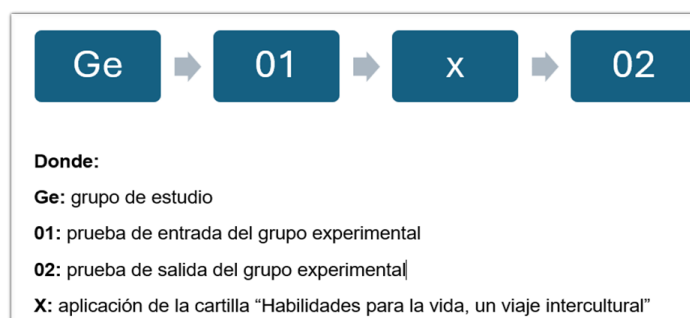 Ge 01 x 02
Donde:
Ge: grupo de estudio
01: prueba de entrada del grupo experimental
02: prueba de salida del grupo experimental
X: aplicación de la cartilla “Habilidades para la vida, un viaje intercultural”